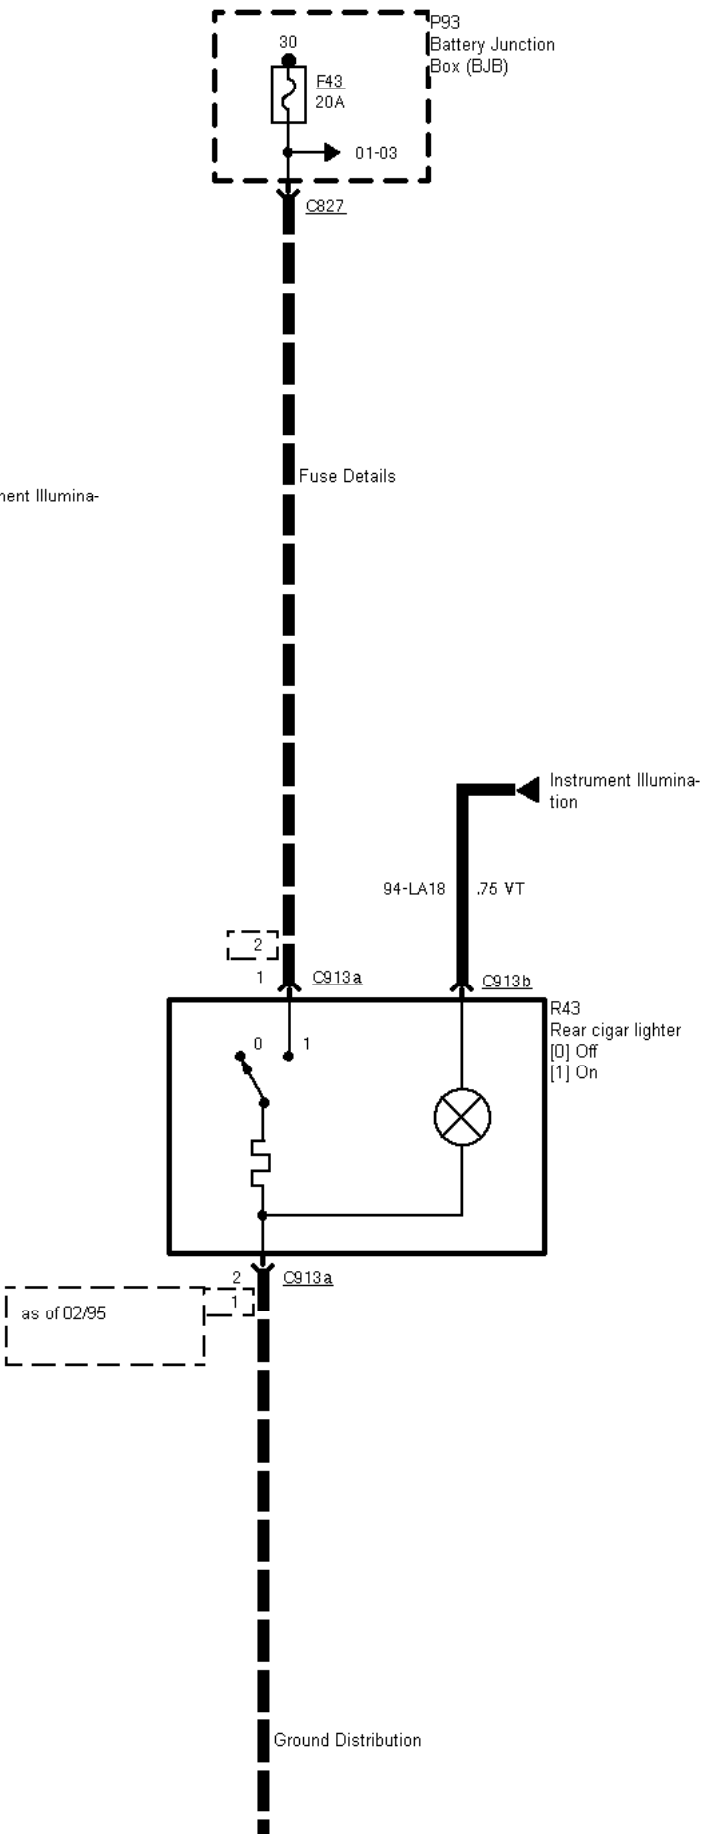 P93
Battery Junction
Box (BJB)
30
F43
20A
01-03
C827
Fuse Details
nent Illumina-
Instrument Illumina-
tion
94-LA18 .75 VT
2
1 C913a
C913b
R43
Rear cigar lighter
[0] Off
[1] On
0 1
2 C913a
1
as of 02/95
Ground Distribution